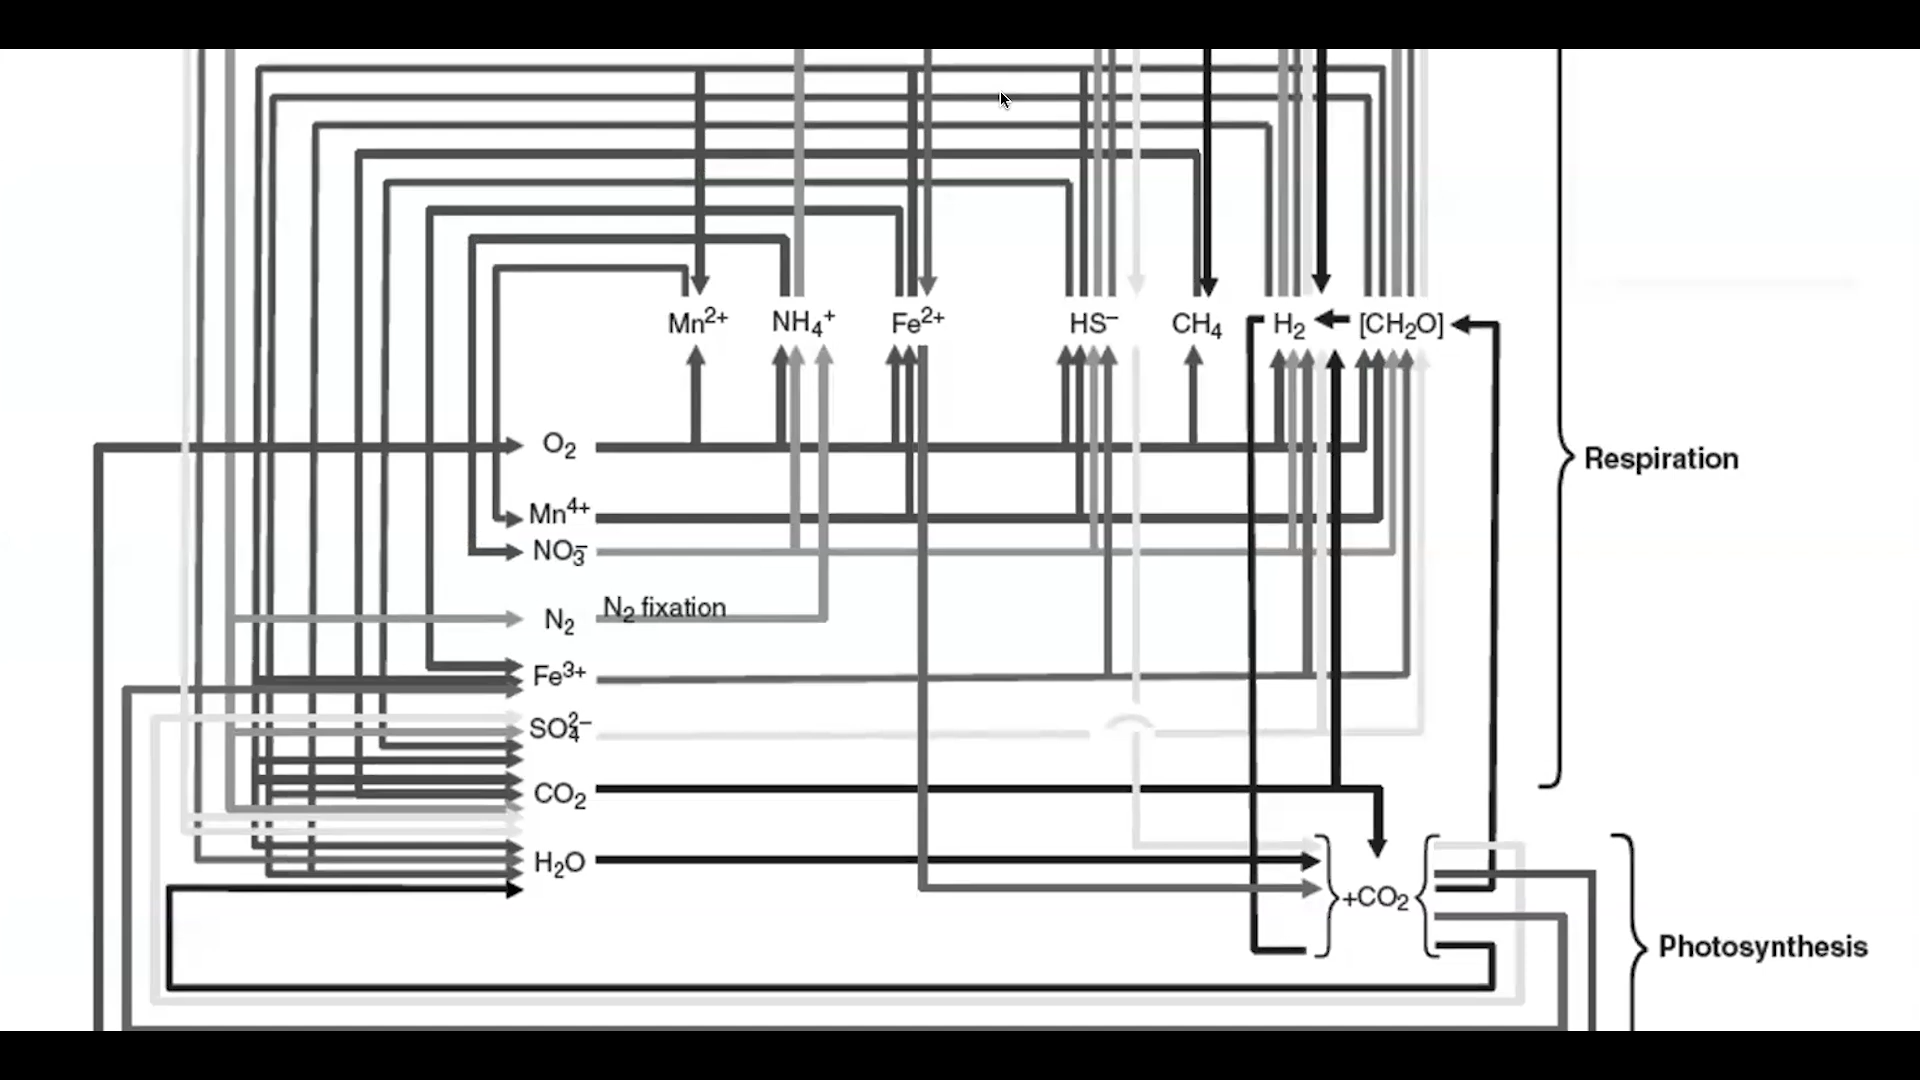 Mn²⁺ NH₄⁺ Fe²⁺ HS⁻ CH₄ H₂ [CH₂O]
O₂
Respiration
Mn⁴⁺
NO₃⁻
N₂ N₂ fixation
Fe³⁺
SO₄²⁻
CO₂
H₂O
+CO₂
Photosynthesis